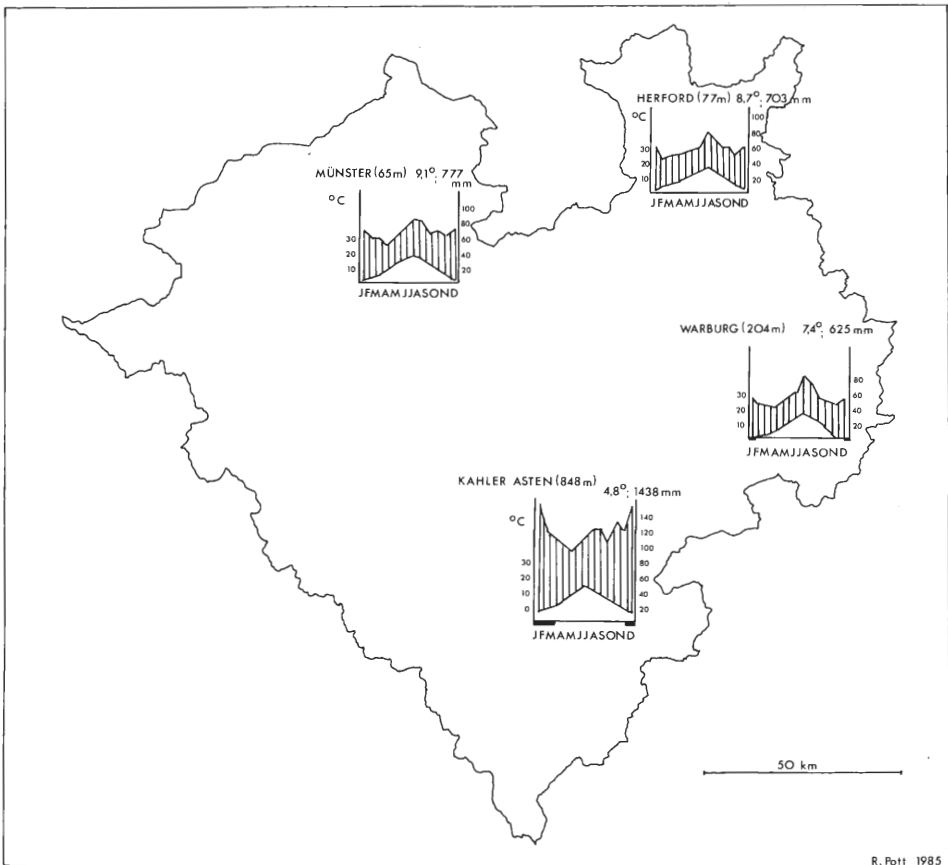 HERFORD (77m) 8,7°; 703 mm
°C
100
80
30 60
20 40
10 20
JFMAMJJASOND
MÜNSTER (65m) 9,1°; 777
mm
°C
100
80
30 60
20 40
10 20
JFMAMJJASOND
WARBURG (204m) 7,4°; 625 mm
80
30 60
20 40
10 20
JFMAMJJASOND
KAHLER ASTEN (848m)
4,8°; 1438 mm
°C
140
120
100
30 80
20 60
10 40
0 20
JFMAMJJASOND
50 km
R. Pott 1985